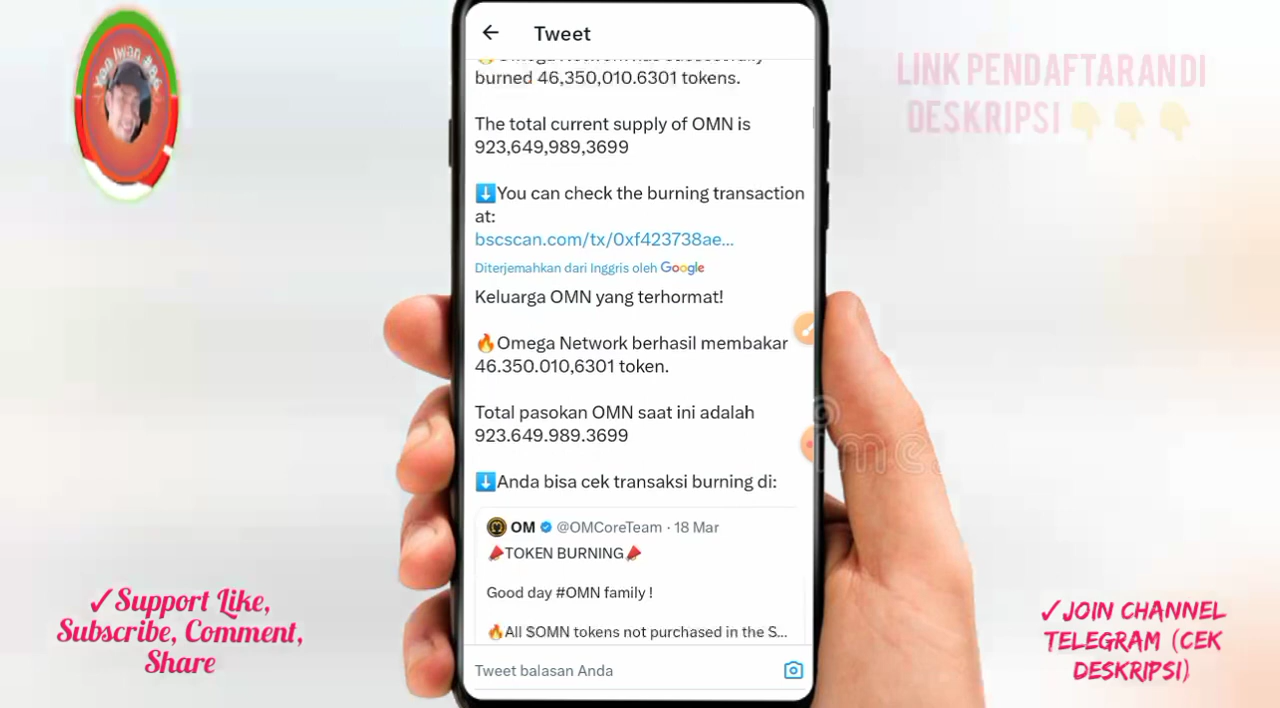 Yan Iwan
LINK PENDAFTARAN DI
DESKRIPSI 👇👇👇
Tweet
burned 46,350,010.6301 tokens.
The total current supply of OMN is
923,649,989,3699
⬇️You can check the burning transaction
at:
bscscan.com/tx/0xf423738ae...
Diterjemahkan dari Inggris oleh Google
Keluarga OMN yang terhormat!
🔥Omega Network berhasil membakar
46.350.010,6301 token.
Total pasokan OMN saat ini adalah
923.649.989.3699
⬇️Anda bisa cek transaksi burning di:
OM @OMCoreTeam · 18 Mar
📣TOKEN BURNING📣
Good day #OMN family !
🔥All $OMN tokens not purchased in the S...
Tweet balasan Anda
✓Support Like,
Subscribe, Comment,
Share
✓JOIN CHANNEL
TELEGRAM (CEK
DESKRIPSI)